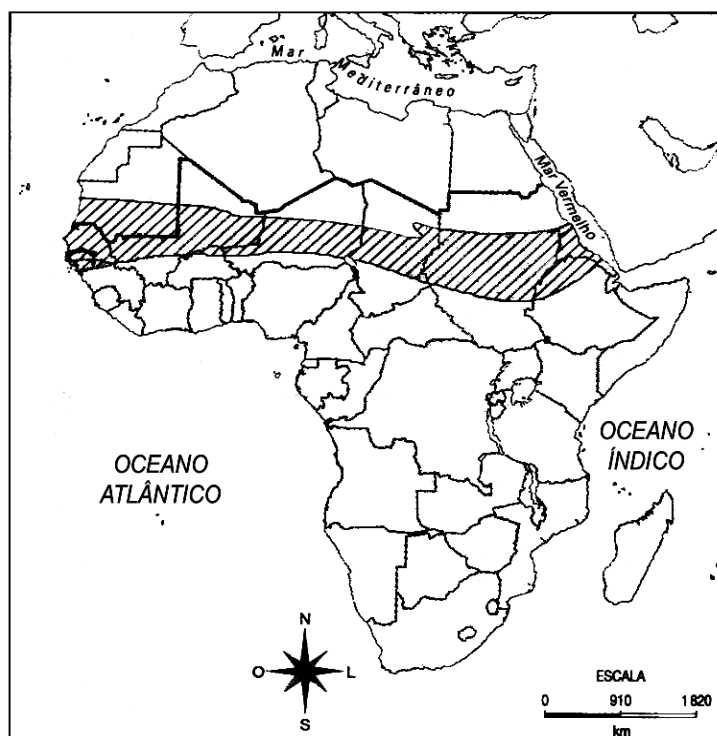 Mar
Mediterrâneo
Mar Vermelho
OCEANO
ATLÂNTICO
OCEANO
ÍNDICO
N
O
L
S
ESCALA
0 910 1 820
km